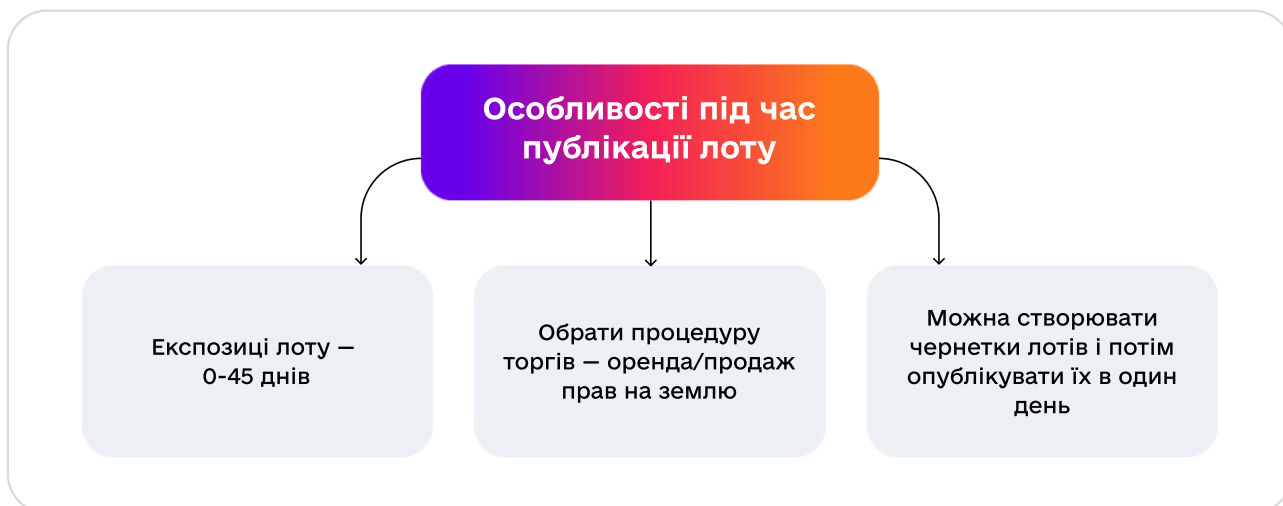 Особливості під час
публікації лоту
Експозиці лоту —
0-45 днів
Обрати процедуру
торгів — оренда/продаж
прав на землю
Можна створювати
чернетки лотів і потім
опублікувати їх в один
день